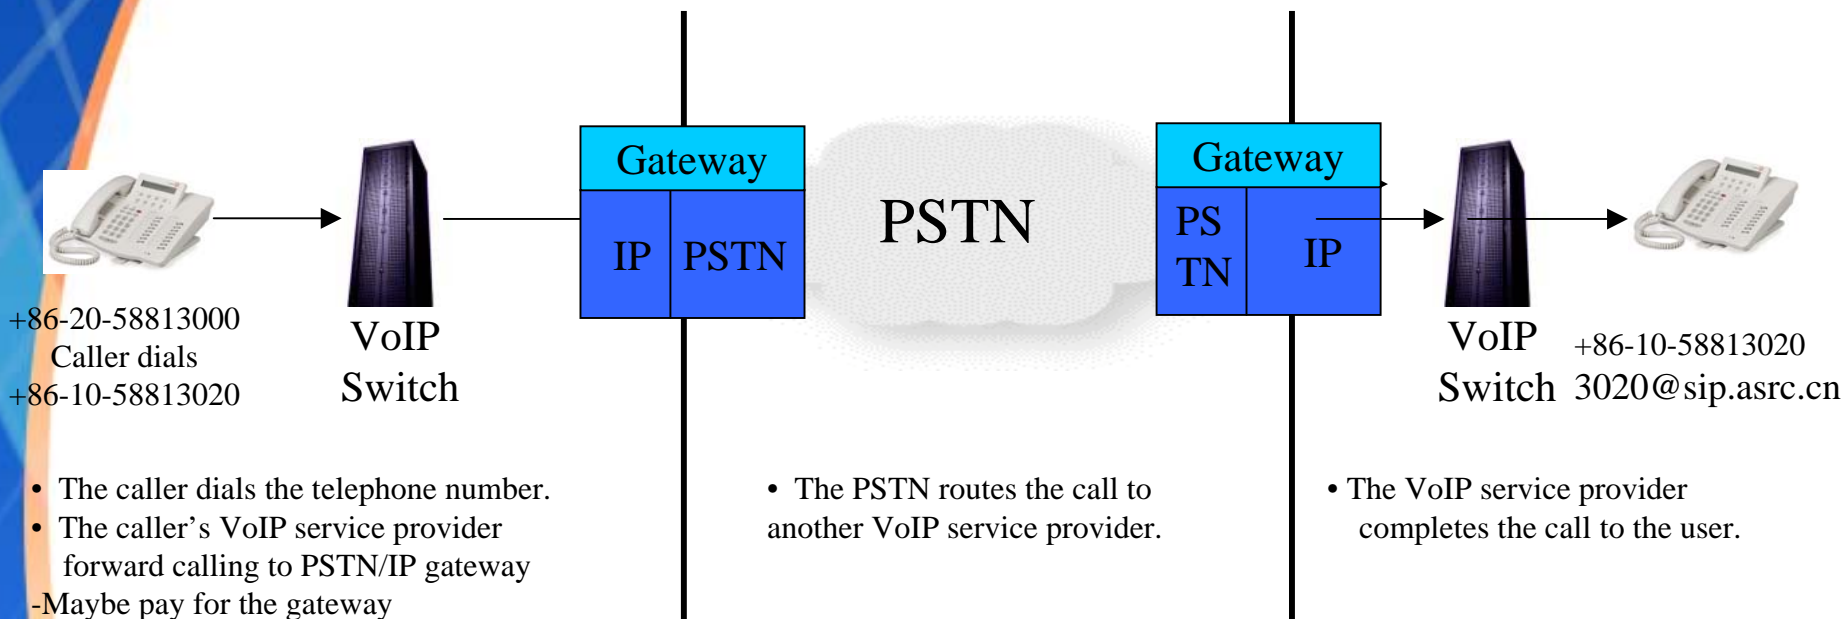 Gateway
IP
PSTN
PSTN
Gateway
PS
TN
IP
+86-20-58813000
Caller dials
+86-10-58813020
VoIP
Switch
VoIP
Switch
+86-10-58813020
3020@sip.asrc.cn
• The caller dials the telephone number.
• The caller’s VoIP service provider
forward calling to PSTN/IP gateway
-Maybe pay for the gateway
• The PSTN routes the call to
another VoIP service provider.
• The VoIP service provider
completes the call to the user.